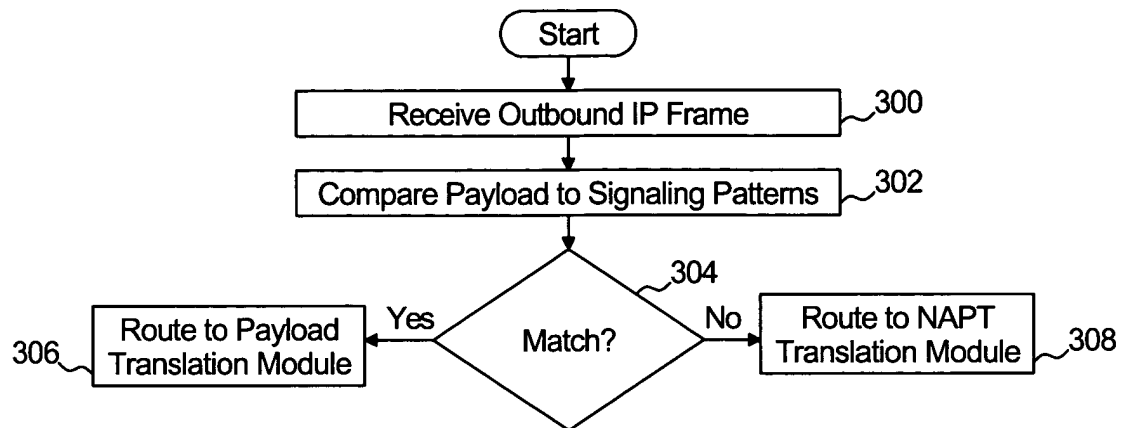 Start
Receive Outbound IP Frame
300
Compare Payload to Signaling Patterns
302
304
Match?
Yes
No
Route to Payload
Translation Module
306
Route to NAPT
Translation Module
308